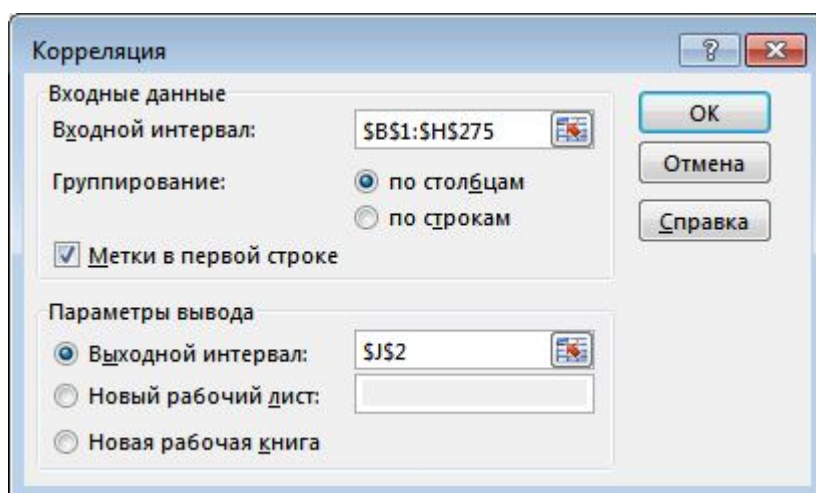 Корреляция
Входные данные
Входной интервал: $B$1:$H$275
Группирование: по столбцам
по строкам
Метки в первой строке
Параметры вывода
Выходной интервал: $J$2
Новый рабочий лист:
Новая рабочая книга
ОК
Отмена
Справка